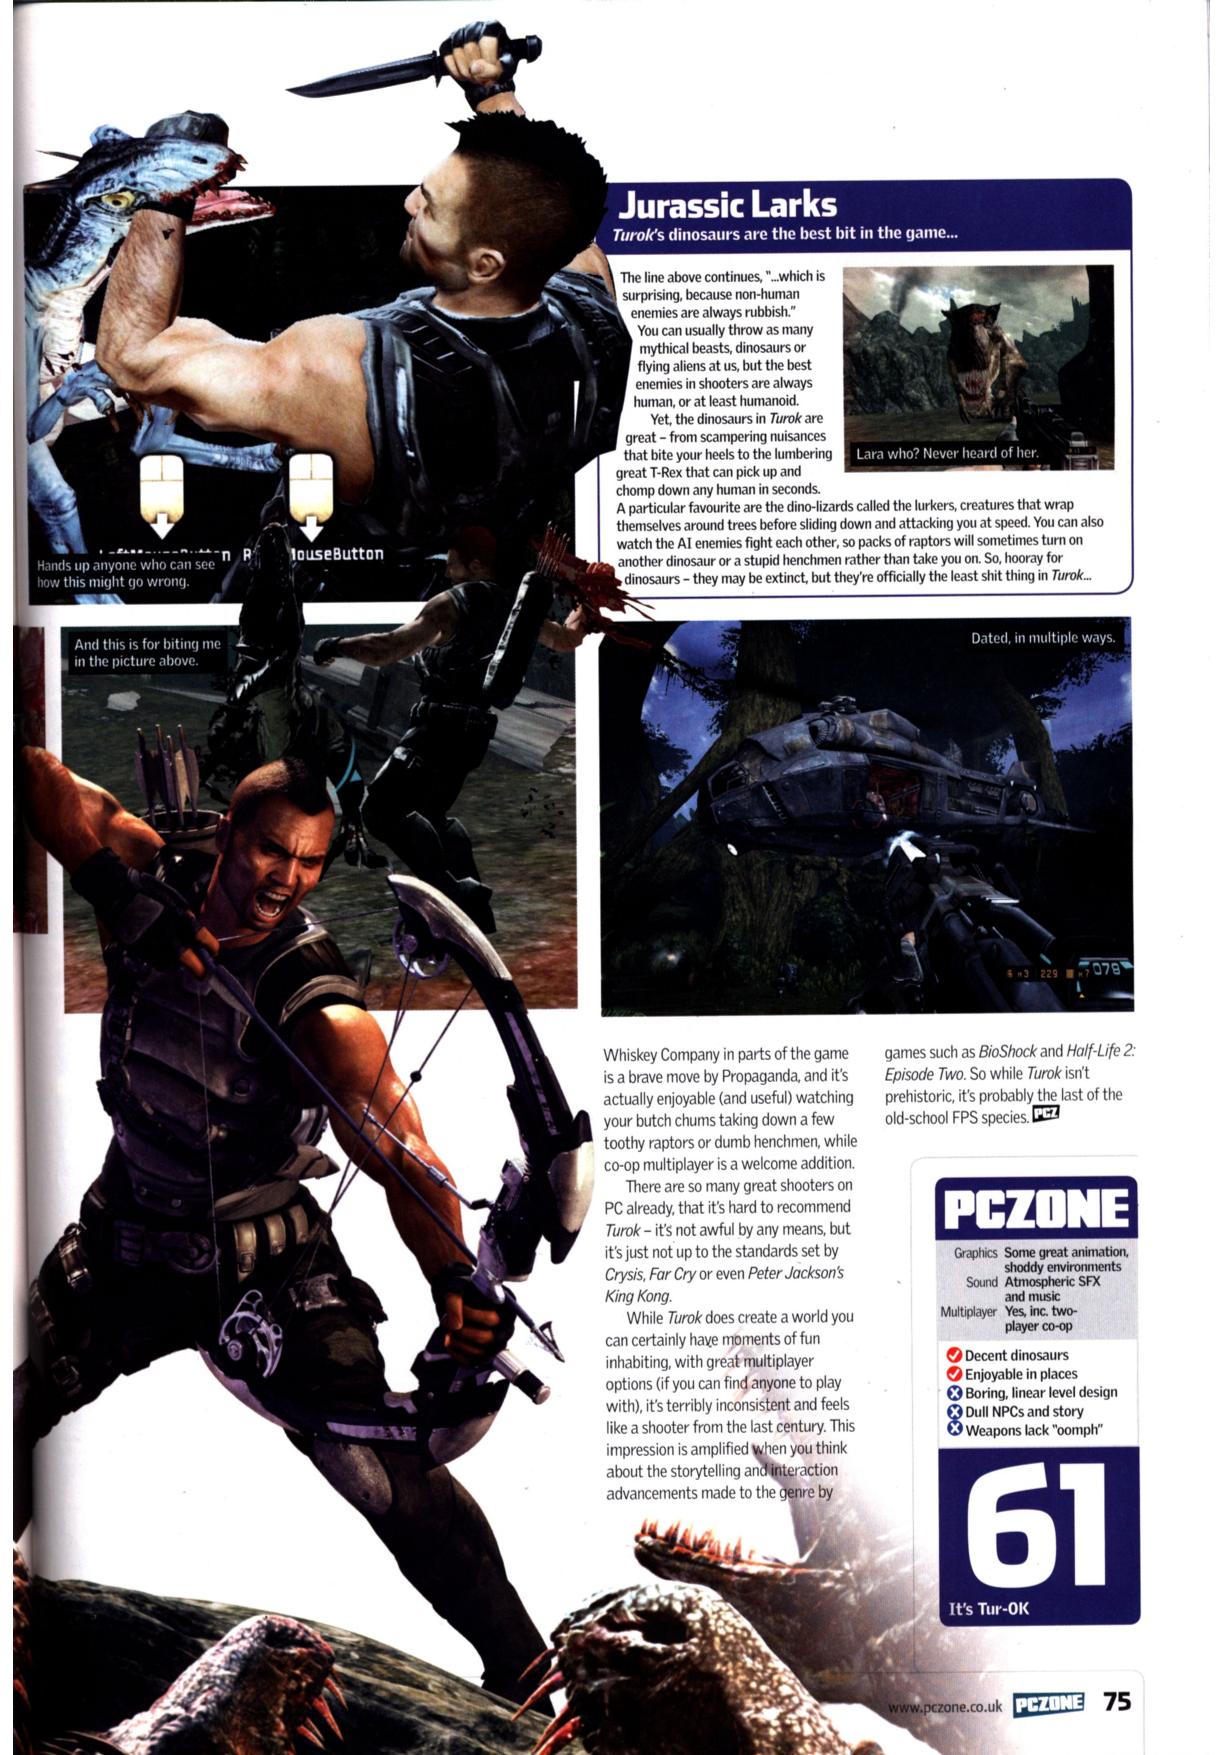 Jurassic Larks
Turok's dinosaurs are the best bit in the game...
The line above continues, "...which is
surprising, because non-human
enemies are always rubbish."
You can usually throw as many
mythical beasts, dinosaurs or
flying aliens at us, but the best
enemies in shooters are always
human, or at least humanoid.
Yet, the dinosaurs in Turok are
great – from scampering nuisances
that bite your heels to the lumbering
great T-Rex that can pick up and
chomp down any human in seconds.
A particular favourite are the dino-lizards called the lurkers, creatures that wrap
themselves around trees before sliding down and attacking you at speed. You can also
watch the AI enemies fight each other, so packs of raptors will sometimes turn on
another dinosaur or a stupid henchmen rather than take you on. So, hooray for
dinosaurs – they may be extinct, but they're officially the least shit thing in Turok...
Lara who? Never heard of her.
LeftMouseButton R MouseButton
Hands up anyone who can see
how this might go wrong.
And this is for biting me
in the picture above.
Dated, in multiple ways.
x3 229 x7 079
Whiskey Company in parts of the game
is a brave move by Propaganda, and it's
actually enjoyable (and useful) watching
your butch chums taking down a few
toothy raptors or dumb henchmen, while
co-op multiplayer is a welcome addition.
There are so many great shooters on
PC already, that it's hard to recommend
Turok – it's not awful by any means, but
it's just not up to the standards set by
Crysis, Far Cry or even Peter Jackson's
King Kong.
While Turok does create a world you
can certainly have moments of fun
inhabiting, with great multiplayer
options (if you can find anyone to play
with), it's terribly inconsistent and feels
like a shooter from the last century. This
impression is amplified when you think
about the storytelling and interaction
advancements made to the genre by
games such as BioShock and Half-Life 2:
Episode Two. So while Turok isn't
prehistoric, it's probably the last of the
old-school FPS species. PCZ
PCZONE
Graphics Some great animation,
shoddy environments
Sound Atmospheric SFX
and music
Multiplayer Yes, inc. two-
player co-op
Decent dinosaurs
Enjoyable in places
Boring, linear level design
Dull NPCs and story
Weapons lack "oomph"
61
It's Tur-OK
www.pczone.co.uk PCZONE 75